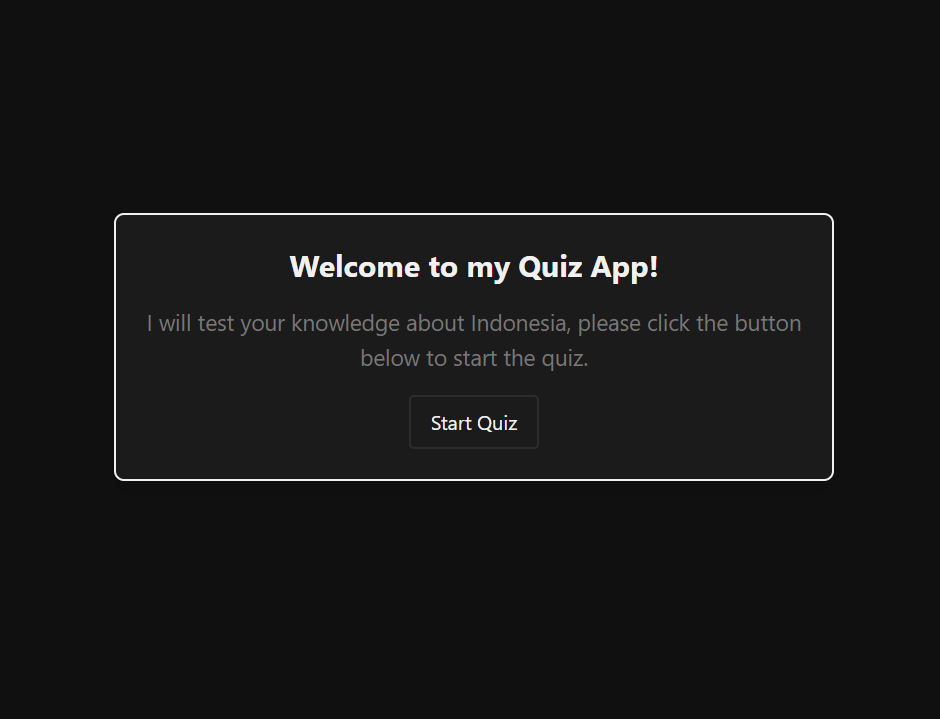 Welcome to my Quiz App!
I will test your knowledge about Indonesia, please click the button
below to start the quiz.
Start Quiz